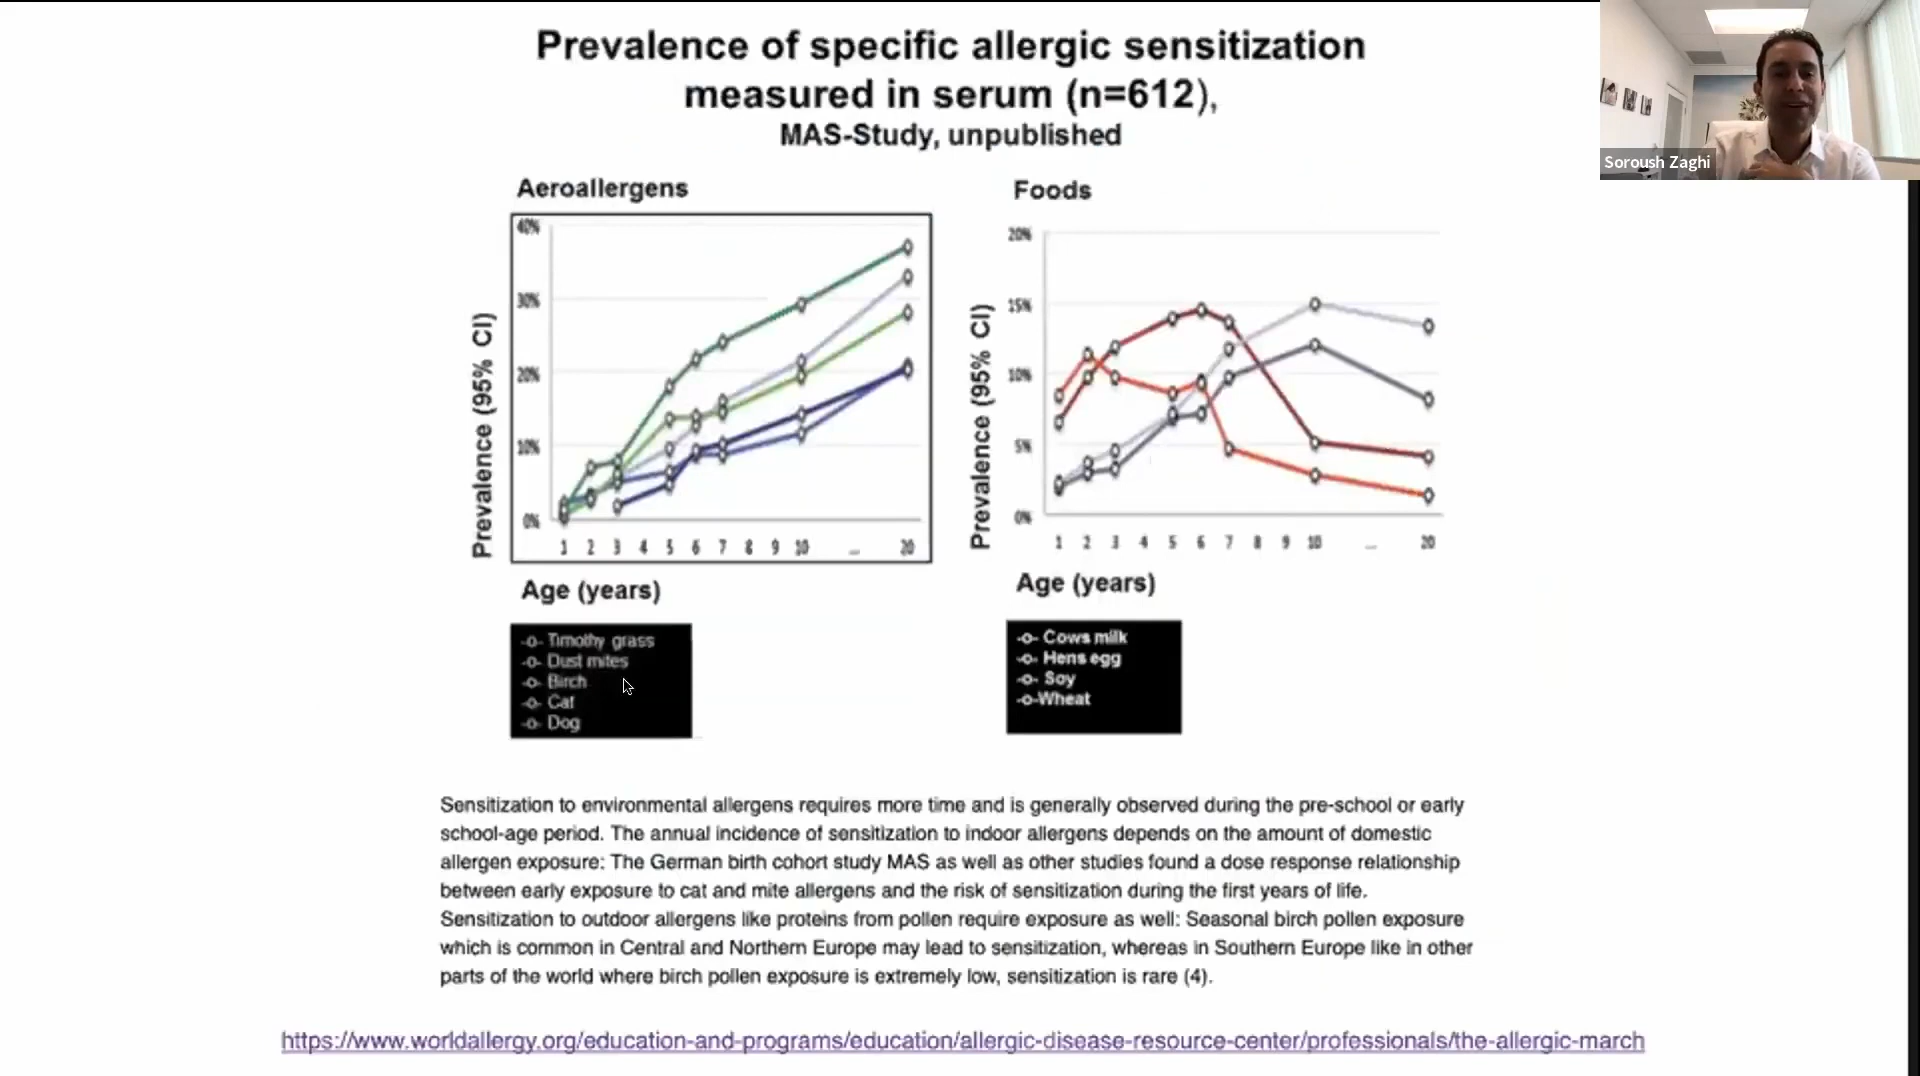 Prevalence of specific allergic sensitization
measured in serum (n=612),
MAS-Study, unpublished
Soroush Zaghi
Aeroallergens
Prevalence (95% CI)
40%
30%
20%
10%
0%
1 2 3 4 5 6 7 8 9 10 ... 20
Age (years)
-o- Timothy grass
-o- Dust mites
-o- Birch
-o- Cat
-o- Dog
Foods
Prevalence (95% CI)
20%
15%
10%
5%
0%
1 2 3 4 5 6 7 8 9 10 ... 20
Age (years)
-o- Cows milk
-o- Hens egg
-o- Soy
-o-Wheat
Sensitization to environmental allergens requires more time and is generally observed during the pre-school or early
school-age period. The annual incidence of sensitization to indoor allergens depends on the amount of domestic
allergen exposure: The German birth cohort study MAS as well as other studies found a dose response relationship
between early exposure to cat and mite allergens and the risk of sensitization during the first years of life.
Sensitization to outdoor allergens like proteins from pollen require exposure as well: Seasonal birch pollen exposure
which is common in Central and Northern Europe may lead to sensitization, whereas in Southern Europe like in other
parts of the world where birch pollen exposure is extremely low, sensitization is rare (4).
https://www.worldallergy.org/education-and-programs/education/allergic-disease-resource-center/professionals/the-allergic-march